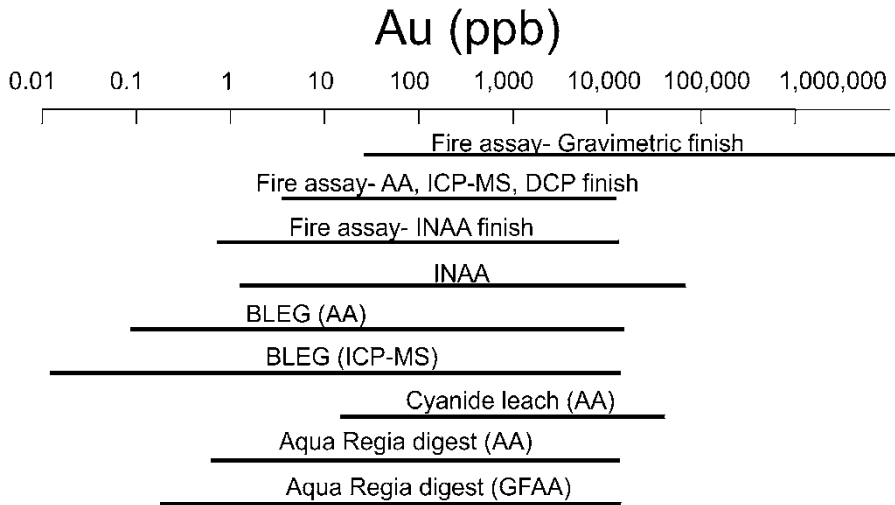 Au (ppb)
0.01 0.1 1 10 100 1,000 10,000 100,000 1,000,000
Fire assay- Gravimetric finish
Fire assay- AA, ICP-MS, DCP finish
Fire assay- INAA finish
INAA
BLEG (AA)
BLEG (ICP-MS)
Cyanide leach (AA)
Aqua Regia digest (AA)
Aqua Regia digest (GFAA)